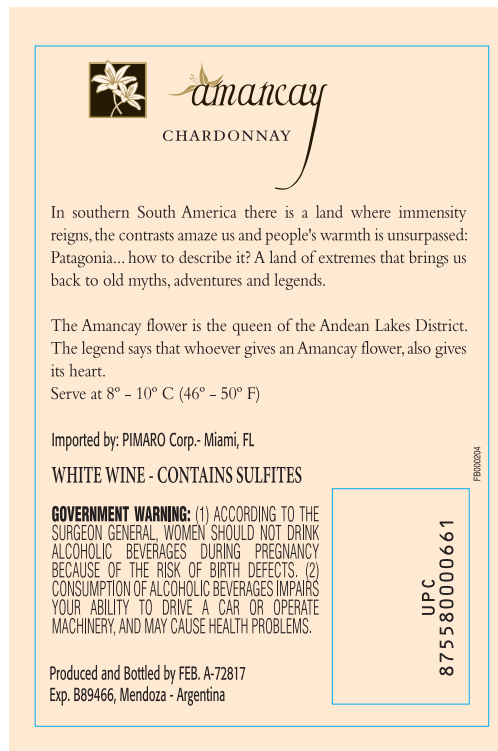 amancay
CHARDONNAY
In southern South America there is a land where immensity
reigns, the contrasts amaze us and people's warmth is unsurpassed:
Patagonia... how to describe it? A land of extremes that brings us
back to old myths, adventures and legends.
The Amancay flower is the queen of the Andean Lakes District.
The legend says that whoever gives an Amancay flower, also gives
its heart.
Serve at 8º - 10º C (46º - 50º F)
Imported by: PIMARO Corp.- Miami, FL
WHITE WINE - CONTAINS SULFITES
GOVERNMENT WARNING: (1) ACCORDING TO THE
SURGEON GENERAL, WOMEN SHOULD NOT DRINK
ALCOHOLIC BEVERAGES DURING PREGNANCY
BECAUSE OF THE RISK OF BIRTH DEFECTS. (2)
CONSUMPTION OF ALCOHOLIC BEVERAGES IMPAIRS
YOUR ABILITY TO DRIVE A CAR OR OPERATE
MACHINERY, AND MAY CAUSE HEALTH PROBLEMS.
Produced and Bottled by FEB. A-72817
Exp. B89466, Mendoza - Argentina
FB000204
UPC
875580000661